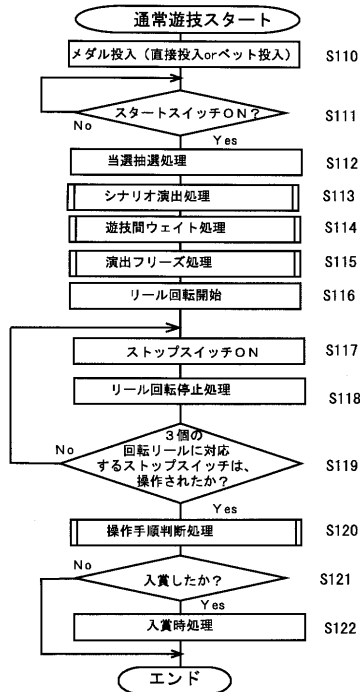 通常遊技スタート
メダル投入（直接投入orベット投入） S110
スタートスイッチON？ S111
No
Yes
当選抽選処理 S112
シナリオ演出処理 S113
遊技間ウェイト処理 S114
演出フリーズ処理 S115
リール回転開始 S116
ストップスイッチON S117
リール回転停止処理 S118
3個の
回転リールに対応
するストップスイッチは、
操作されたか？
S119
No
Yes
操作手順判断処理 S120
No
入賞したか？ S121
Yes
入賞時処理 S122
エンド